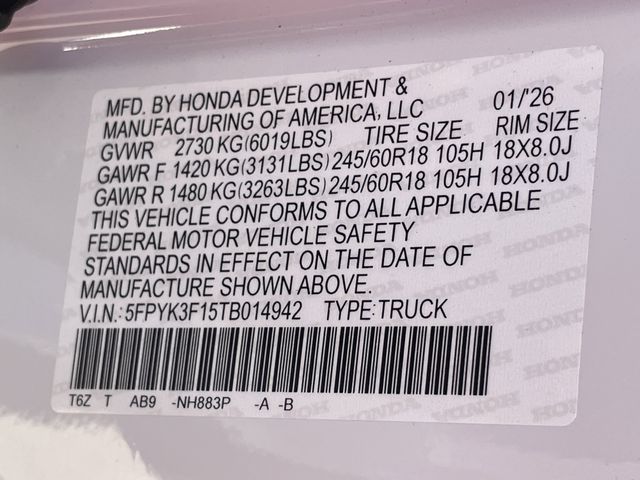 MFD. BY HONDA DEVELOPMENT &
MANUFACTURING OF AMERICA, LLC 01/'26
GVWR 2730 KG(6019LBS) TIRE SIZE RIM SIZE
GAWR F 1420 KG(3131LBS) 245/60R18 105H 18X8.0J
GAWR R 1480 KG(3263LBS) 245/60R18 105H 18X8.0J
THIS VEHICLE CONFORMS TO ALL APPLICABLE
FEDERAL MOTOR VEHICLE SAFETY
STANDARDS IN EFFECT ON THE DATE OF
MANUFACTURE SHOWN ABOVE.
V.I.N.: 5FPYK3F15TB014942 TYPE: TRUCK
T6Z T AB9 -NH883P -A -B